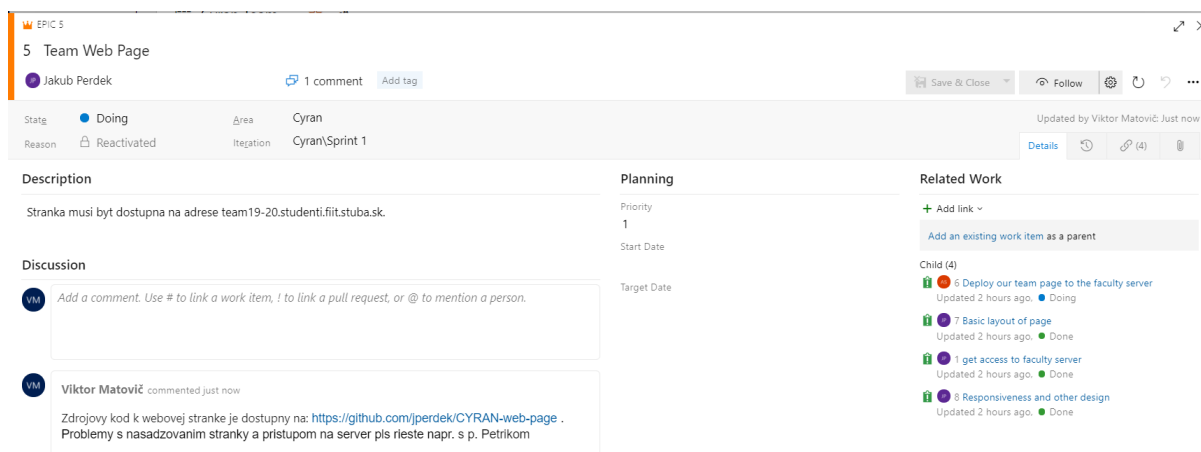 EPIC 5
5 Team Web Page
JP Jakub Perdek 1 comment Add tag Save & Close Follow
State Doing Area Cyran Updated by Viktor Matovič: Just now
Reason Reactivated Iteration Cyran\Sprint 1 Details (4)
Description
Stranka musi byt dostupna na adrese team19-20.studenti.fiit.stuba.sk.
Discussion
VM Add a comment. Use # to link a work item, ! to link a pull request, or @ to mention a person.
VM Viktor Matovič commented just now
Zdrojovy kod k webovej stranke je dostupny na: https://github.com/jperdek/CYRAN-web-page .
Problemy s nasadzovanim stranky a pristupom na server pls rieste napr. s p. Petrikom
Planning
Priority
1
Start Date
Target Date
Related Work
+ Add link
Add an existing work item as a parent
Child (4)
6 Deploy our team page to the faculty server
Updated 2 hours ago, Doing
JP 7 Basic layout of page
Updated 2 hours ago, Done
JP 1 get access to faculty server
Updated 2 hours ago, Done
JP 8 Responsiveness and other design
Updated 2 hours ago, Done